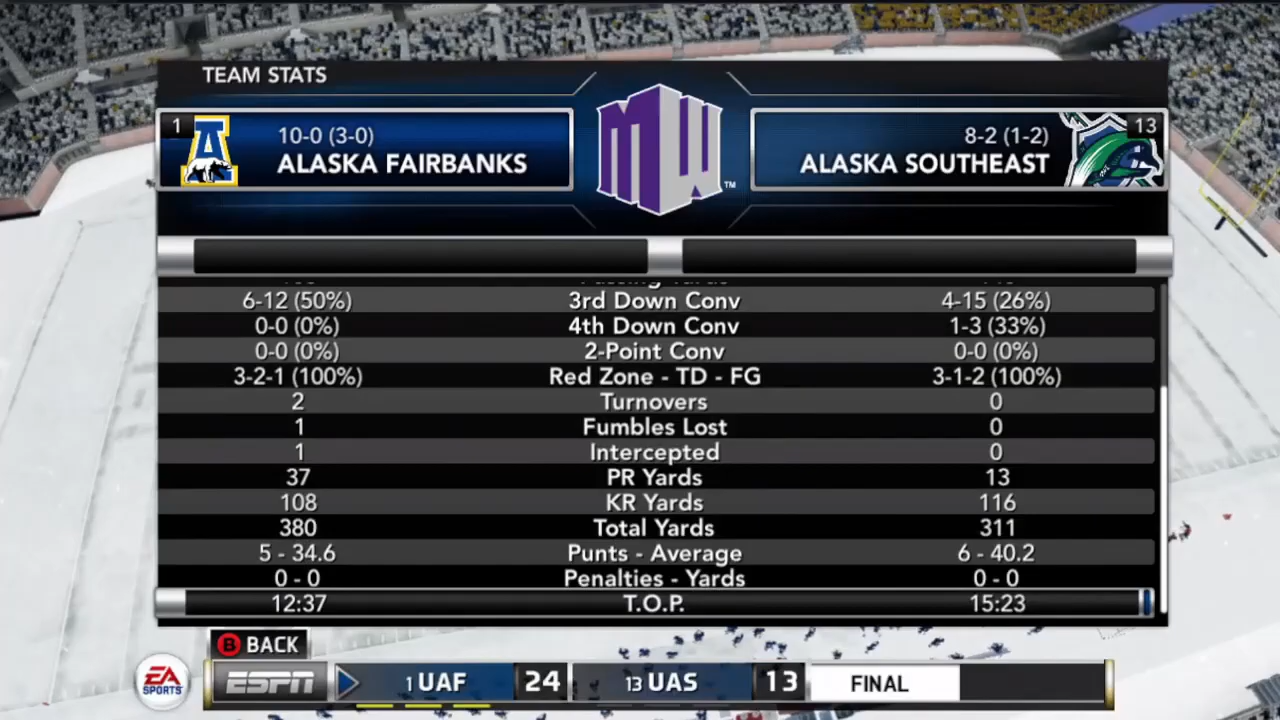 TEAM STATS
1 10-0 (3-0) ALASKA FAIRBANKS
MW™
8-2 (1-2) ALASKA SOUTHEAST 13
Passing Yards
6-12 (50%) 3rd Down Conv 4-15 (26%)
0-0 (0%) 4th Down Conv 1-3 (33%)
0-0 (0%) 2-Point Conv 0-0 (0%)
3-2-1 (100%) Red Zone - TD - FG 3-1-2 (100%)
2 Turnovers 0
1 Fumbles Lost 0
1 Intercepted 0
37 PR Yards 13
108 KR Yards 116
380 Total Yards 311
5 - 34.6 Punts - Average 6 - 40.2
0 - 0 Penalties - Yards 0 - 0
12:37 T.O.P. 15:23
B BACK
EA SPORTS ESPN 1 UAF 24 13 UAS 13 FINAL